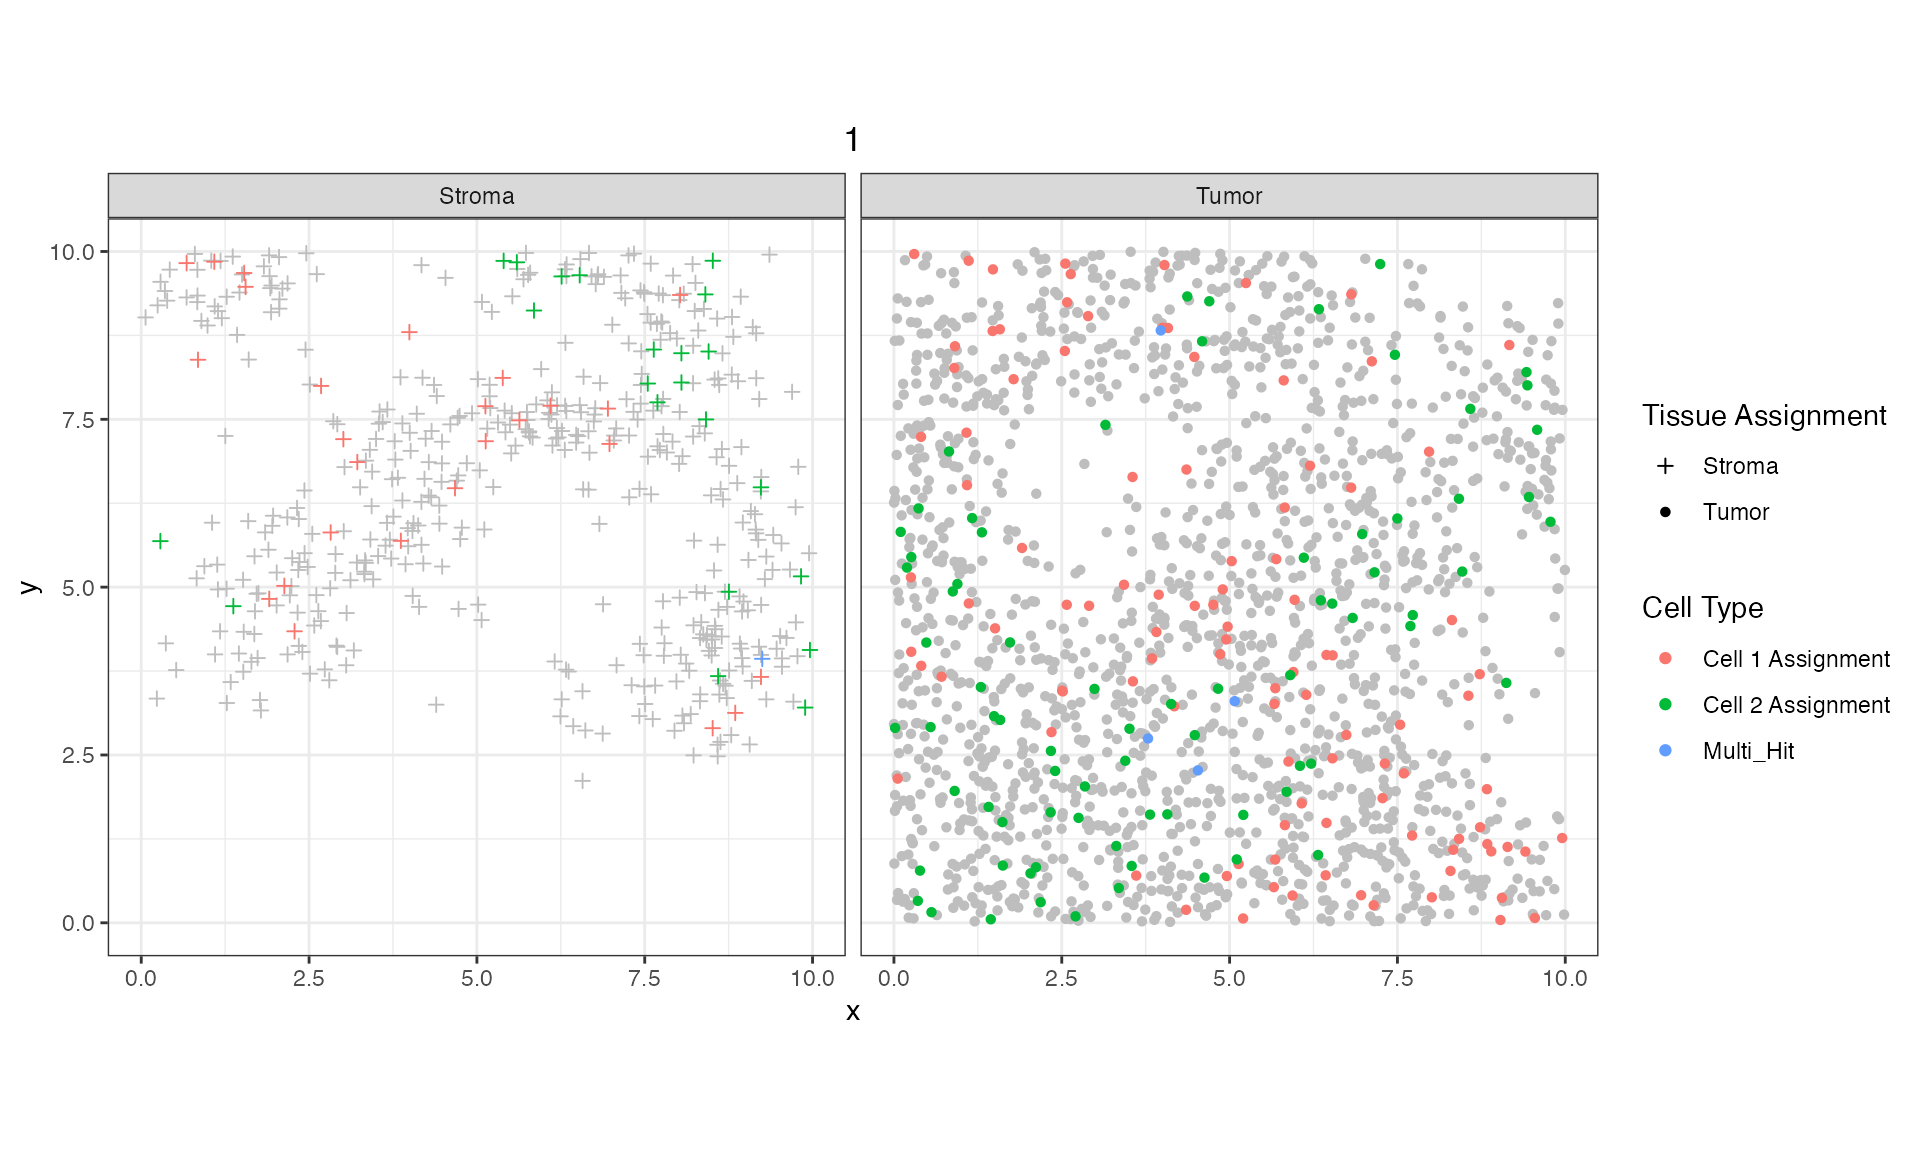 1
Stroma
Tumor
10.0
7.5
5.0
2.5
0.0
y
0.0 2.5 5.0 7.5 10.0
0.0 2.5 5.0 7.5 10.0
x
Tissue Assignment
Stroma
Tumor
Cell Type
Cell 1 Assignment
Cell 2 Assignment
Multi_Hit